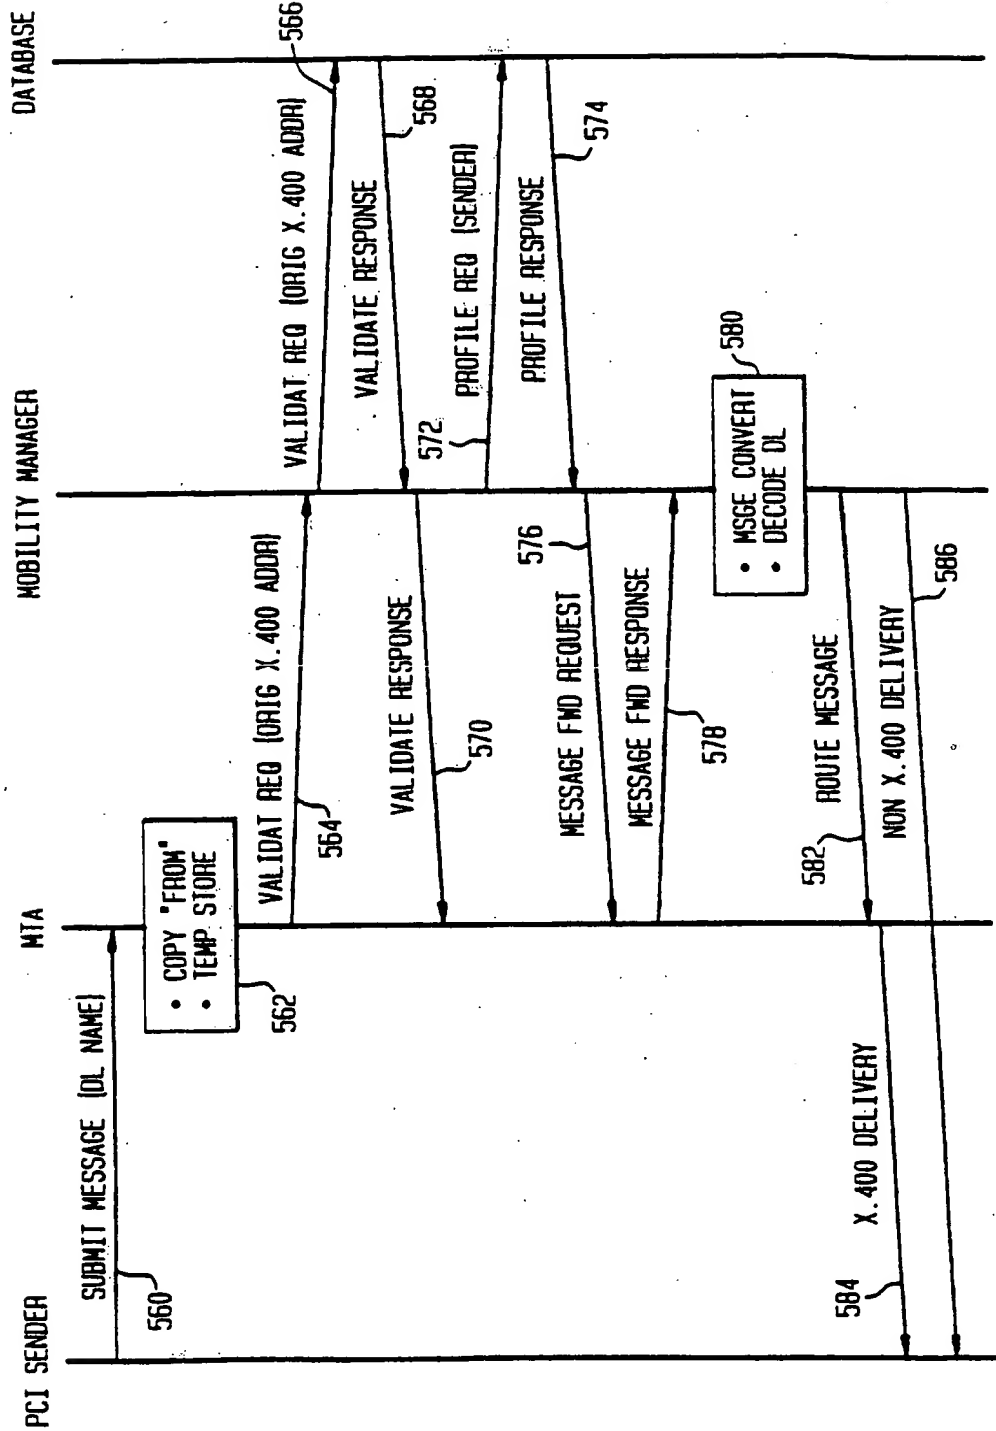 PCI SENDER
MTA
MOBILITY MANAGER
DATABASE
SUBMIT MESSAGE (DL NAME)
560
• COPY "FROM"
• TEMP STORE
562
VALIDAT REQ (ORIG X.400 ADDR)
564
VALIDAT REQ (ORIG X.400 ADDR)
566
VALIDATE RESPONSE
568
VALIDATE RESPONSE
570
PROFILE REQ (SENDER)
572
PROFILE RESPONSE
574
MESSAGE FWD REQUEST
576
MESSAGE FWD RESPONSE
578
• MSGE CONVERT
• DECODE DL
580
ROUTE MESSAGE
582
X.400 DELIVERY
584
NON X.400 DELIVERY
586